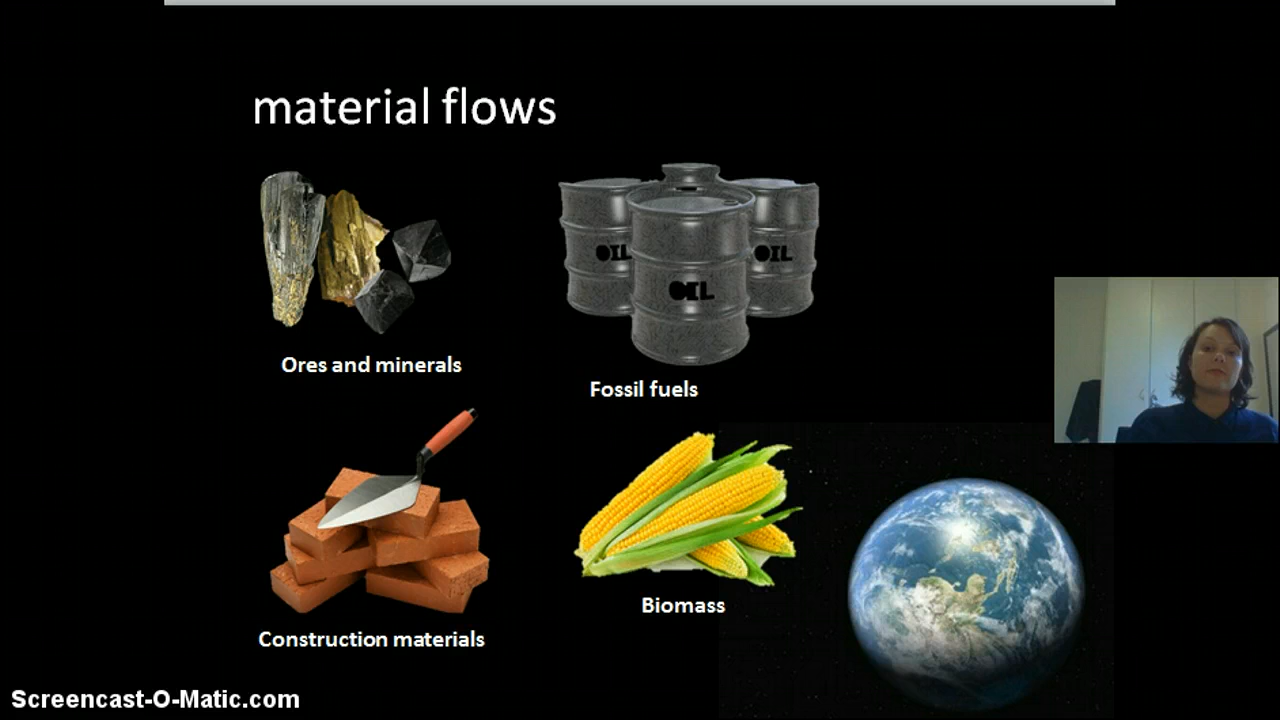 material flows
OIL
OIL
OIL
Ores and minerals
Fossil fuels
Biomass
Construction materials
Screencast-O-Matic.com